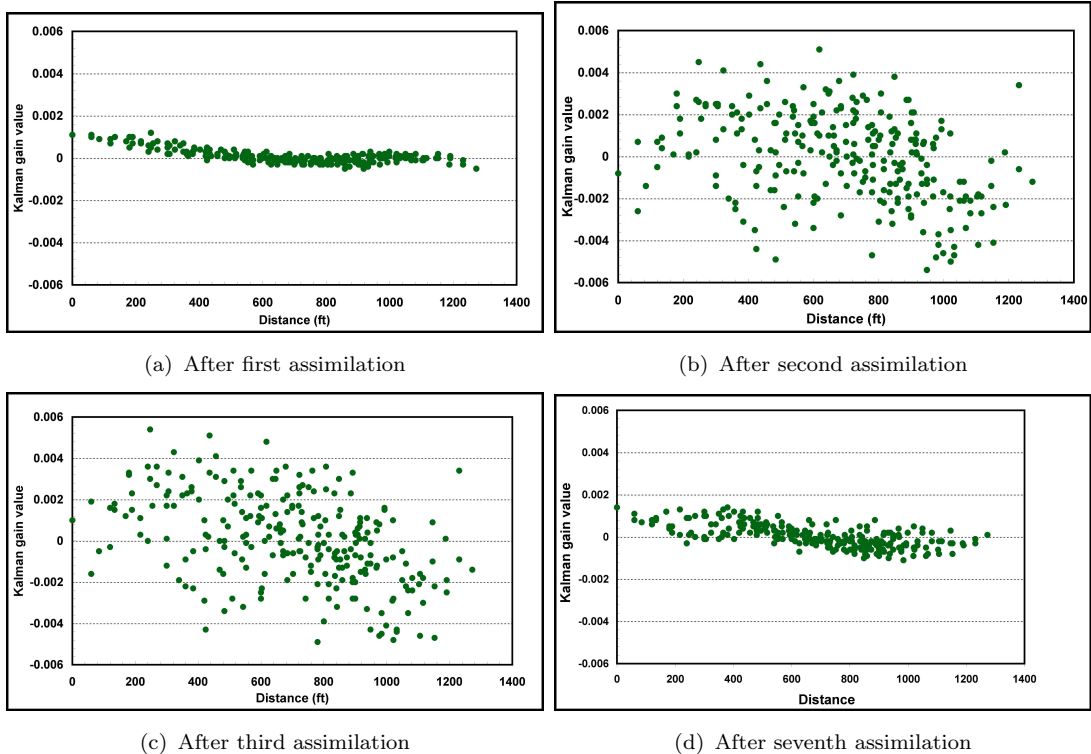 0.006
0.004
0.002
0
-0.002
-0.004
-0.006
Kalman gain value
0 200 400 600 800 1000 1200 1400
Distance (ft)
(a) After first assimilation
0.006
0.004
0.002
0
-0.002
-0.004
-0.006
Kalman gain value
0 200 400 600 800 1000 1200 1400
Distance (ft)
(b) After second assimilation
0.006
0.004
0.002
0
-0.002
-0.004
-0.006
Kalman gain value
0 200 400 600 800 1000 1200 1400
Distance (ft)
(c) After third assimilation
0.006
0.004
0.002
0
-0.002
-0.004
-0.006
Kalman gain value
0 200 400 600 800 1000 1200 1400
Distance
(d) After seventh assimilation